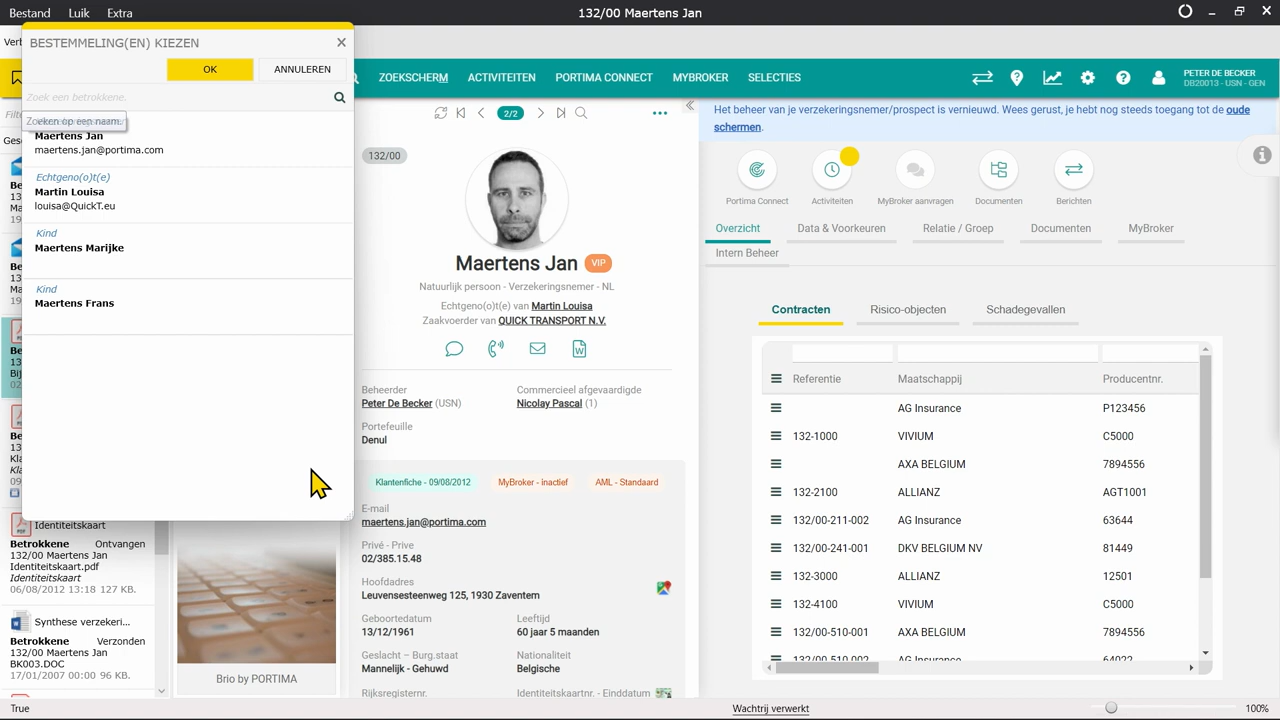 Bestand Luik Extra
132/00 Maertens Jan
BESTEMMELING(EN) KIEZEN
OK ANNULEREN
Zoek een betrokkene.
Zoeken op een naam.
Maertens Jan
maertens.jan@portima.com
Echtgeno(o)t(e)
Martin Louisa
louisa@QuickT.eu
Kind
Maertens Marijke
Kind
Maertens Frans
ZOEKSCHERM ACTIVITEITEN PORTIMA CONNECT MYBROKER SELECTIES
PETER DE BECKER
DB20013 - USN - GEN
2/2
132/00
Maertens Jan VIP
Natuurlijk persoon - Verzekeringsnemer - NL
Echtgeno(o)t(e) van Martin Louisa
Zaakvoerder van QUICK TRANSPORT N.V.
Beheerder
Peter De Becker (USN)
Commercieel afgevaardigde
Nicolay Pascal (1)
Portefeuille
Denul
Klantenfiche - 09/08/2012 MyBroker - inactief AML - Standaard
E-mail
maertens.jan@portima.com
Privé - Prive
02/385.15.48
Hoofdadres
Leuvensesteenweg 125, 1930 Zaventem
Geboortedatum
13/12/1961
Leeftijd
60 jaar 5 maanden
Geslacht – Burg.staat
Mannelijk - Gehuwd
Nationaliteit
Belgische
Rijksregisternr. Identiteitskaartnr. - Einddatum
Het beheer van je verzekeringsnemer/prospect is vernieuwd. Wees gerust, je hebt nog steeds toegang tot de oude
schermen.
Portima Connect Activiteiten MyBroker aanvragen Documenten Berichten
Overzicht Data & Voorkeuren Relatie / Groep Documenten MyBroker
Intern Beheer
Contracten Risico-objecten Schadegevallen
Referentie Maatschappij Producentnr.
AG Insurance P123456
132-1000 VIVIUM C5000
AXA BELGIUM 7894556
132-2100 ALLIANZ AGT1001
132/00-211-002 AG Insurance 63644
132/00-241-001 DKV BELGIUM NV 81449
132-3000 ALLIANZ 12501
132-4100 VIVIUM C5000
132/00-510-001 AXA BELGIUM 7894556
132/00-510-002 AG Insurance 64022
Identiteitskaart
Betrokkene Ontvangen
132/00 Maertens Jan
Identiteitskaart.pdf
Identiteitskaart
06/08/2012 13:18 127 KB.
Synthese verzekeri...
Betrokkene Verzonden
132/00 Maertens Jan
BK003.DOC
17/01/2007 00:00 96 KB.
Brio by PORTIMA
True
Wachtrij verwerkt
100%